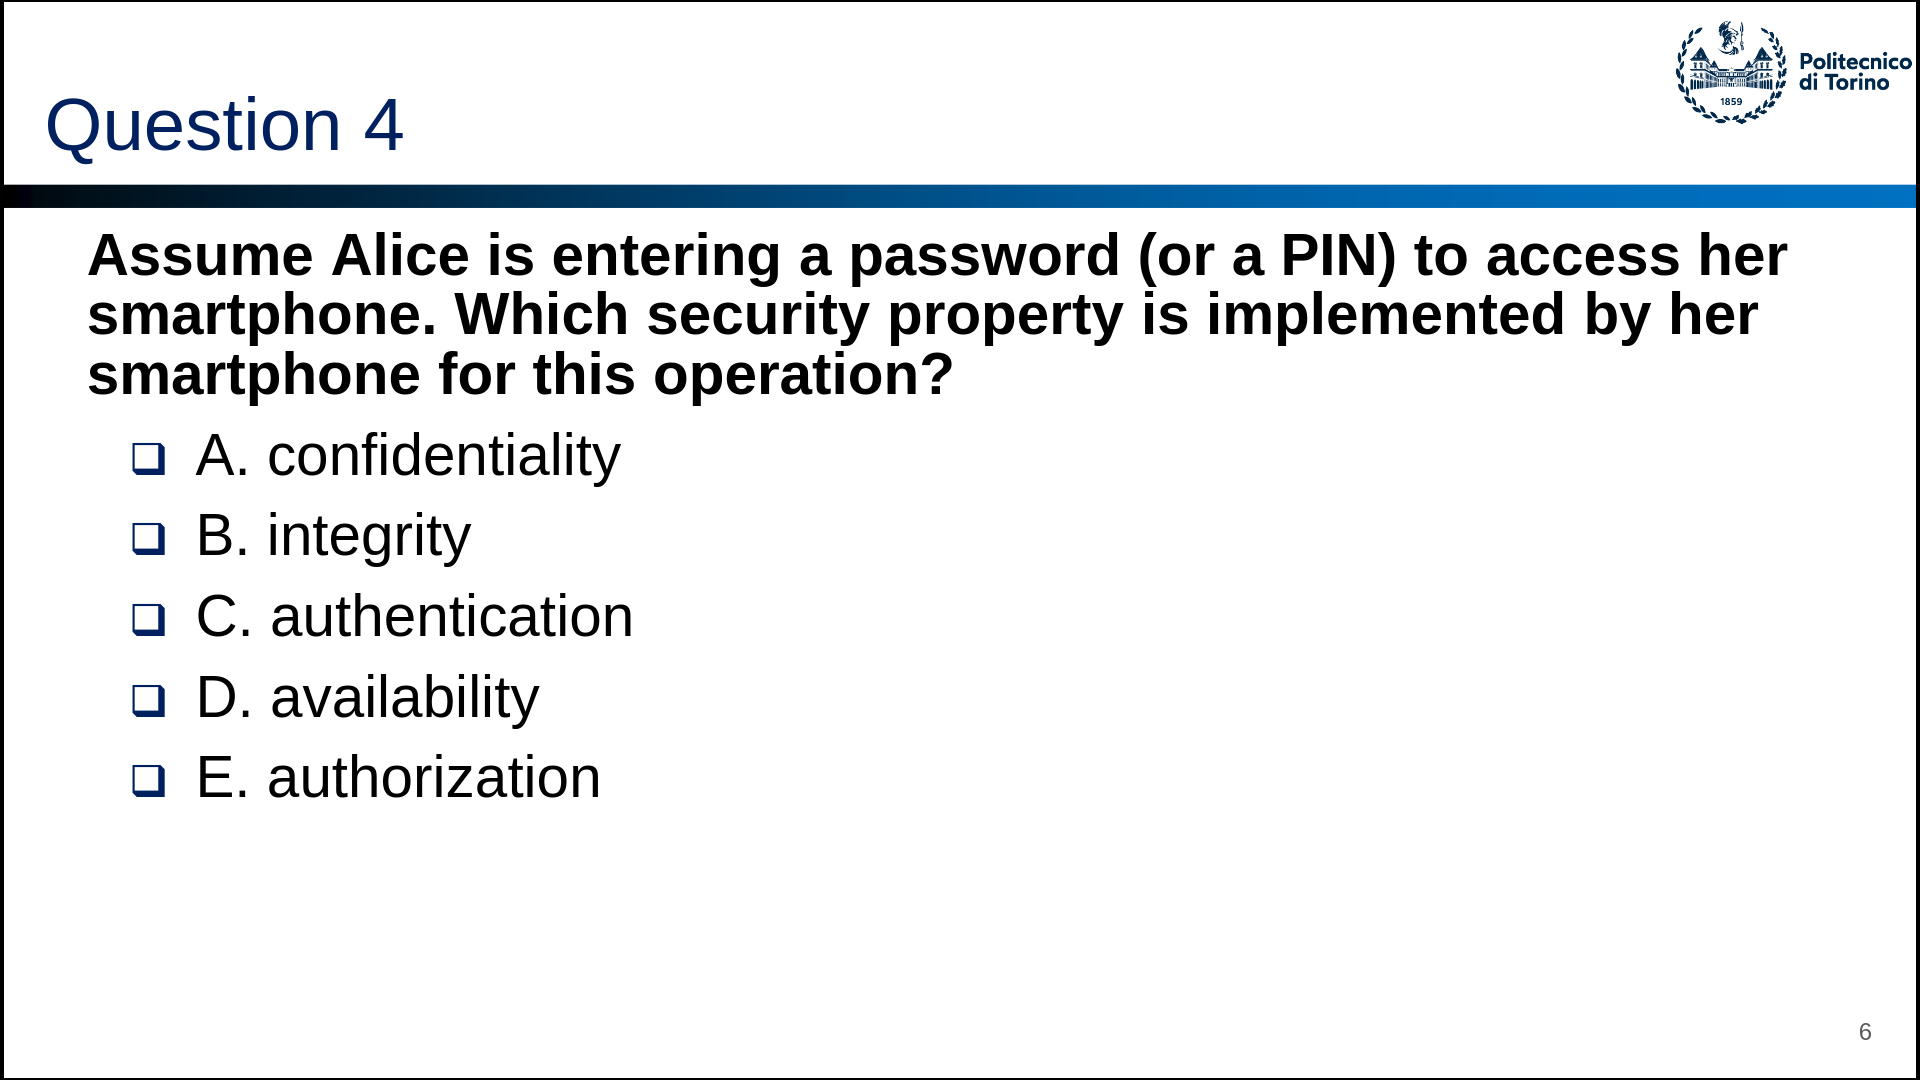 Politecnico
di Torino
1859
Question 4
Assume Alice is entering a password (or a PIN) to access her
smartphone. Which security property is implemented by her
smartphone for this operation?
❑ A. confidentiality
❑ B. integrity
❑ C. authentication
❑ D. availability
❑ E. authorization
6